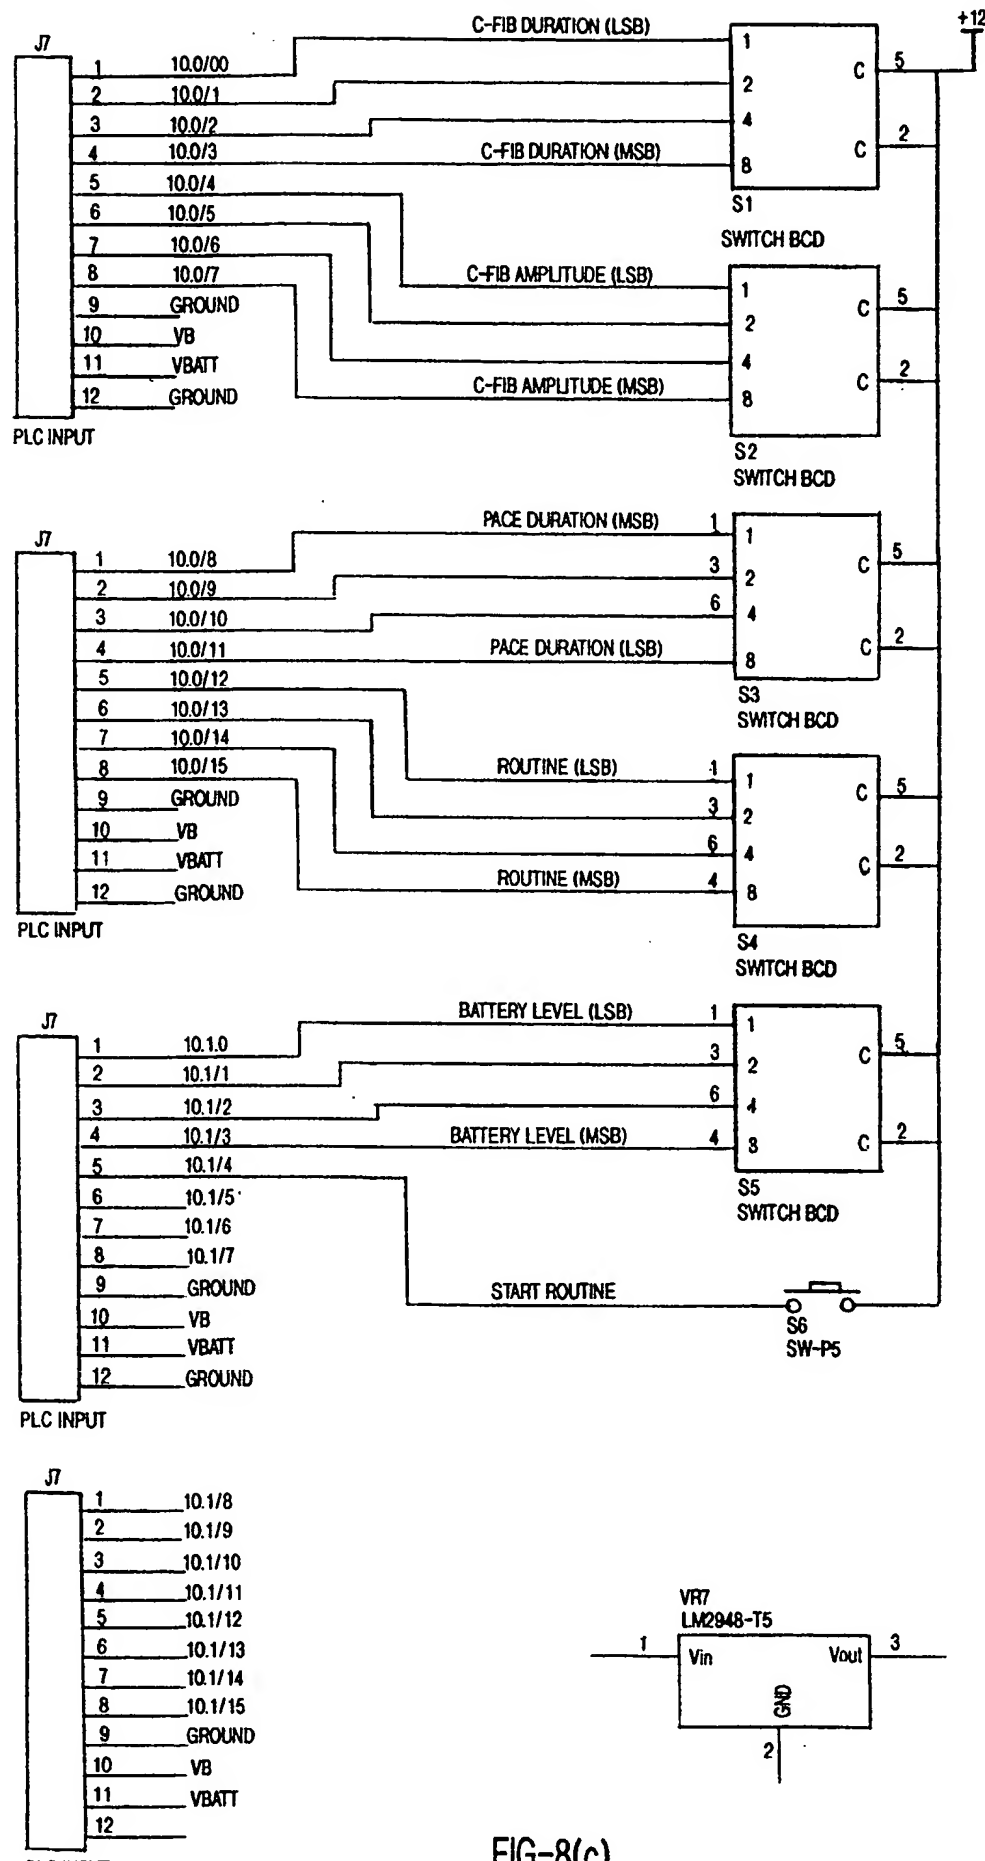 +12
J7
1 10.0/00
2 10.0/1
3 10.0/2
4 10.0/3
5 10.0/4
6 10.0/5
7 10.0/6
8 10.0/7
9 GROUND
10 VB
11 VBATT
12 GROUND
PLC INPUT
C-FIB DURATION (LSB)
C-FIB DURATION (MSB)
1
2
4
8
C 5
C 2
S1
SWITCH BCD
C-FIB AMPLITUDE (LSB)
C-FIB AMPLITUDE (MSB)
1
2
4
8
C 5
C 2
S2
SWITCH BCD
J7
1 10.0/8
2 10.0/9
3 10.0/10
4 10.0/11
5 10.0/12
6 10.0/13
7 10.0/14
8 10.0/15
9 GROUND
10 VB
11 VBATT
12 GROUND
PLC INPUT
PACE DURATION (MSB) 1 1
3 2
6 4
PACE DURATION (LSB) 8
C 5
C 2
S3
SWITCH BCD
ROUTINE (LSB) 1 1
3 2
6 4
ROUTINE (MSB) 4 8
C 5
C 2
S4
SWITCH BCD
J7
1 10.1.0
2 10.1/1
3 10.1/2
4 10.1/3
5 10.1/4
6 10.1/5
7 10.1/6
8 10.1/7
9 GROUND
10 VB
11 VBATT
12 GROUND
PLC INPUT
BATTERY LEVEL (LSB) 1 1
3 2
6 4
BATTERY LEVEL (MSB) 4 8
C 5
C 2
S5
SWITCH BCD
START ROUTINE
S6
SW-P5
J7
1 10.1/8
2 10.1/9
3 10.1/10
4 10.1/11
5 10.1/12
6 10.1/13
7 10.1/14
8 10.1/15
9 GROUND
10 VB
11 VBATT
12
VR7
LM2948-T5
1 Vin Vout 3
GND
2
FIG-8(c)